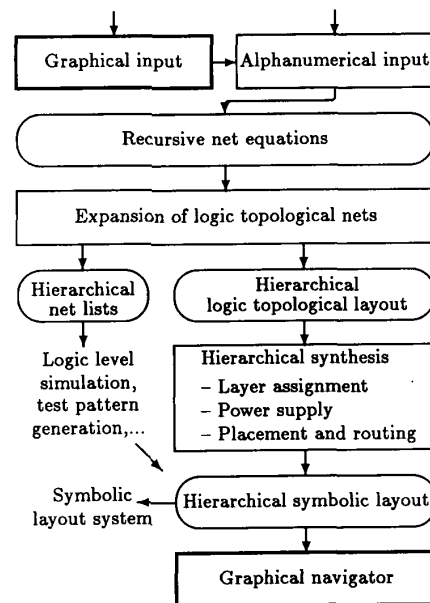 Graphical input
Alphanumerical input
Recursive net equations
Expansion of logic topological nets
Hierarchical
net lists
Hierarchical
logic topological layout
Logic level
simulation,
test pattern
generation,...
Hierarchical synthesis
– Layer assignment
– Power supply
– Placement and routing
Symbolic
layout system
Hierarchical symbolic layout
Graphical navigator